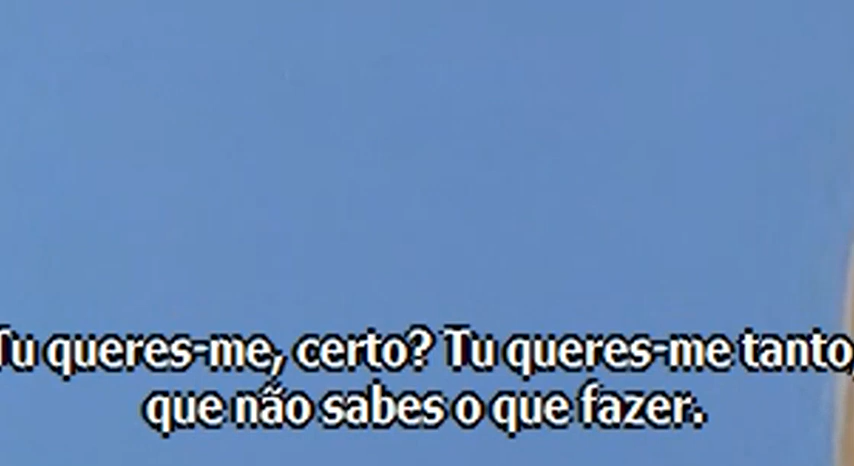 Tu queres-me, certo? Tu queres-me tanto,
que não sabes o que fazer.